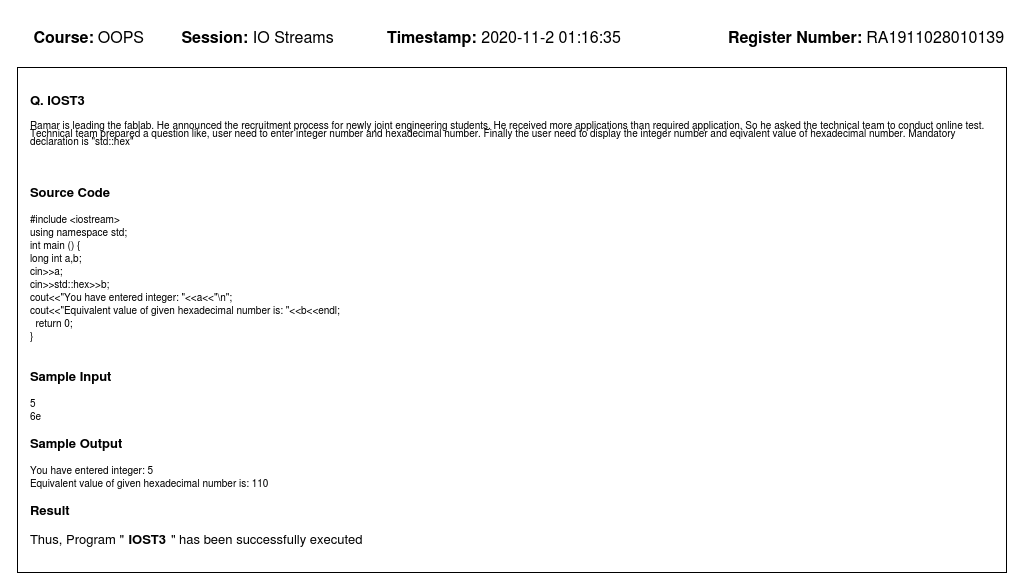 Course: OOPS Session: IO Streams Timestamp: 2020-11-2 01:16:35 Register Number: RA1911028010139
Q. IOST3
Ramar is leading the fablab. He announced the recruitment process for newly joint engineering students. He received more applications than required application, So he asked the technical team to conduct online test.
Technical team prepared a question like, user need to enter integer number and hexadecimal number. Finally the user need to display the integer number and eqivalent value of hexadecimal number. Mandatory
declaration is "std::hex"
Source Code
#include <iostream>
using namespace std;
int main () {
long int a,b;
cin>>a;
cin>>std::hex>>b;
cout<<"You have entered integer: "<<a<<"\n";
cout<<"Equivalent value of given hexadecimal number is: "<<b<<endl;
return 0;
}
Sample Input
5
6e
Sample Output
You have entered integer: 5
Equivalent value of given hexadecimal number is: 110
Result
Thus, Program " IOST3 " has been successfully executed